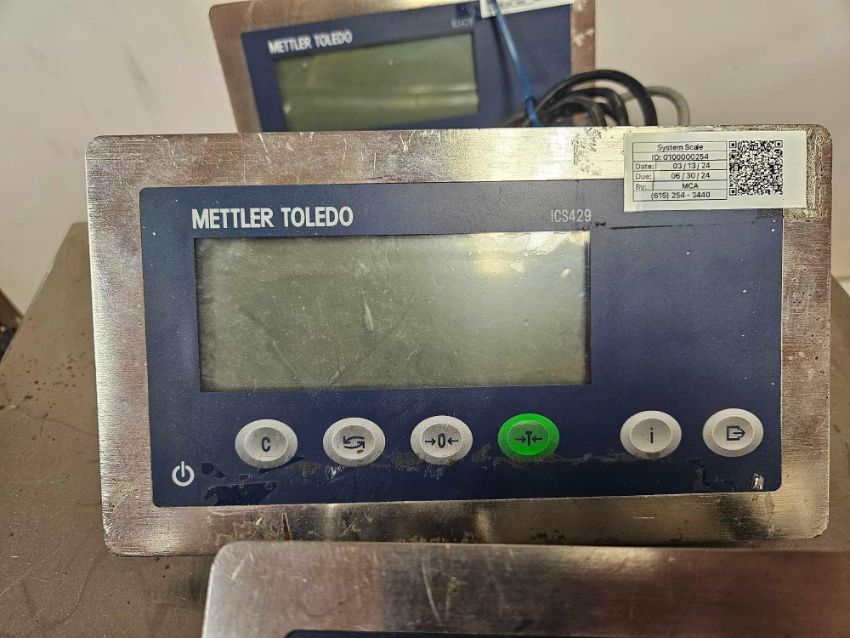 METTLER TOLEDO
ICS429
System Scale
ID: 0100000254
Date: 03 / 13 / 24
Due: 06 / 30 / 24
By: MCA
(615) 254 - 3440
METTLER TOLEDO
ICS429
C
→0←
→T←
i